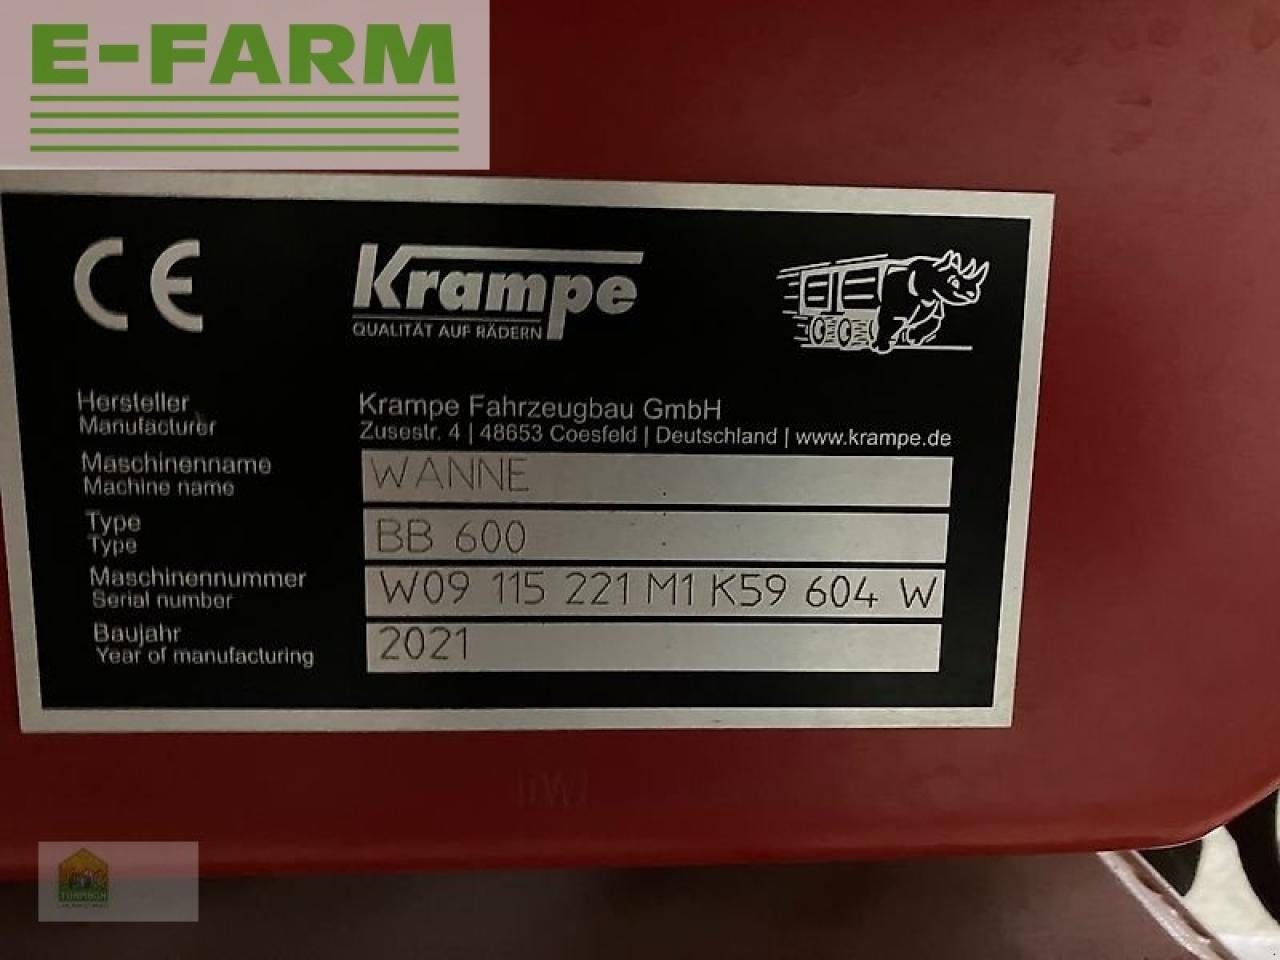 E-FARM
CE
Krampe
QUALITÄT AUF RÄDERN
Hersteller
Manufacturer
Krampe Fahrzeugbau GmbH
Zusestr. 4 | 48653 Coesfeld | Deutschland | www.krampe.de
Maschinenname
Machine name
WANNE
Type
Type
BB 600
Maschinennummer
Serial number
W09 115 221 M1 K59 604 W
Baujahr
Year of manufacturing
2021